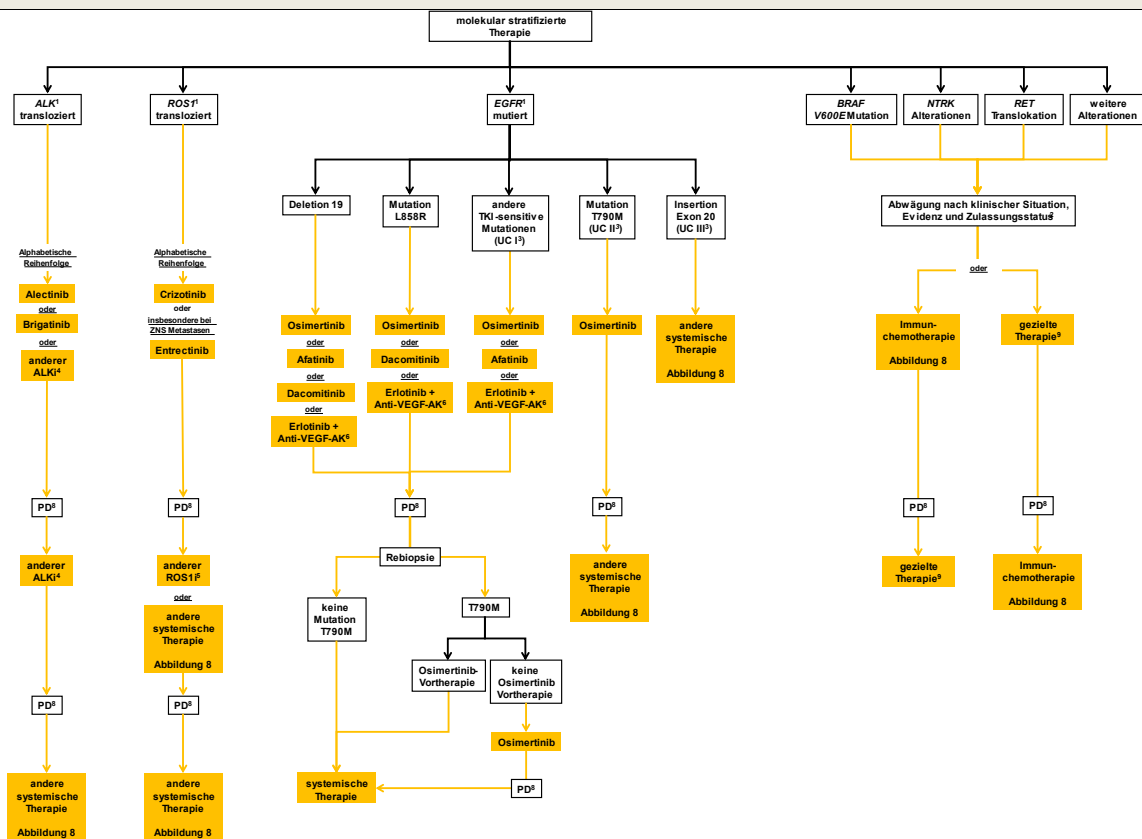 molekular stratifizierte
Therapie
ALK¹
transloziert
ROS1¹
transloziert
EGFR¹
mutiert
BRAF
V600E Mutation
NTRK
Alterationen
RET
Translokation
weitere
Alterationen
Deletion 19
Mutation
L858R
andere
TKI-sensitive
Mutationen
(UC I³)
Mutation
T790M
(UC II³)
Insertion
Exon 20
(UC III³)
Abwägung nach klinischer Situation,
Evidenz und Zulassungsstatus²
Alphabetische
Reihenfolge
Alectinib
oder
Brigatinib
oder
anderer
ALKi⁴
Alphabetische
Reihenfolge
Crizotinib
oder
insbesondere bei
ZNS Metastasen
Entrectinib
Osimertinib
oder
Afatinib
oder
Dacomitinib
oder
Erlotinib +
Anti-VEGF-AK⁶
Osimertinib
oder
Dacomitinib
oder
Erlotinib +
Anti-VEGF-AK⁶
Osimertinib
oder
Afatinib
oder
Erlotinib +
Anti-VEGF-AK⁶
Osimertinib
andere
systemische
Therapie
Abbildung 8
oder
Immun-
chemotherapie
Abbildung 8
gezielte
Therapie⁹
PD⁸
PD⁸
PD⁸
PD⁸
PD⁸
PD⁸
anderer
ALKi⁴
anderer
ROS1i⁵
oder
andere
systemische
Therapie
Abbildung 8
Rebiopsie
keine
Mutation
T790M
T790M
Osimertinib-
Vortherapie
keine
Osimertinib
Vortherapie
Osimertinib
PD⁸
systemische
Therapie
andere
systemische
Therapie
Abbildung 8
gezielte
Therapie⁹
Immun-
chemotherapie
Abbildung 8
PD⁸
PD⁸
andere
systemische
Therapie
Abbildung 8
andere
systemische
Therapie
Abbildung 8